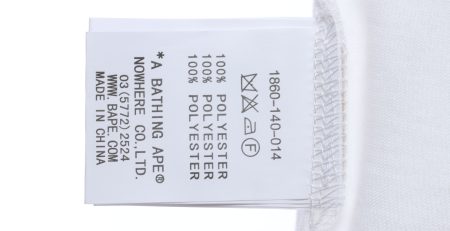 1860-140-014
100% POLYESTER
100% POLYESTER
100% POLYESTER
*A BATHING APE®
NOWHERE CO.,LTD.
03(5772)2524
WWW.BAPE.COM
MADE IN CHINA